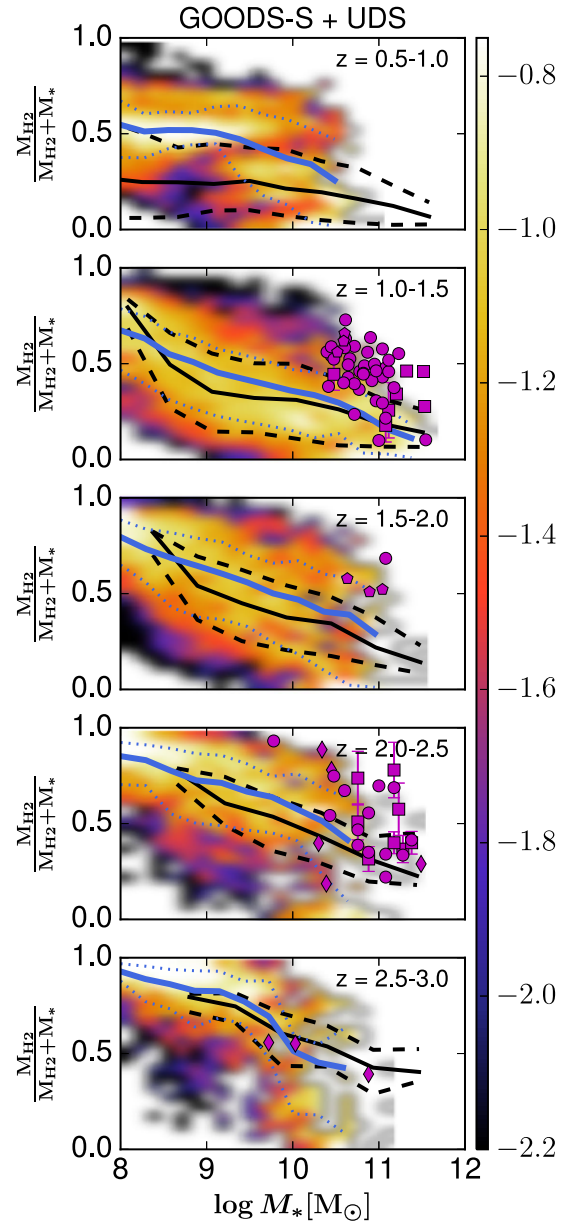 GOODS-S + UDS
1.0
0.5
0.0
M_H2
M_H2+M_*
z = 0.5-1.0
1.0
0.5
0.0
M_H2
M_H2+M_*
z = 1.0-1.5
1.0
0.5
0.0
M_H2
M_H2+M_*
z = 1.5-2.0
1.0
0.5
0.0
M_H2
M_H2+M_*
z = 2.0-2.5
1.0
0.5
0.0
M_H2
M_H2+M_*
z = 2.5-3.0
8 9 10 11 12
log M_*[M_⊙]
−0.8
−1.0
−1.2
−1.4
−1.6
−1.8
−2.0
−2.2